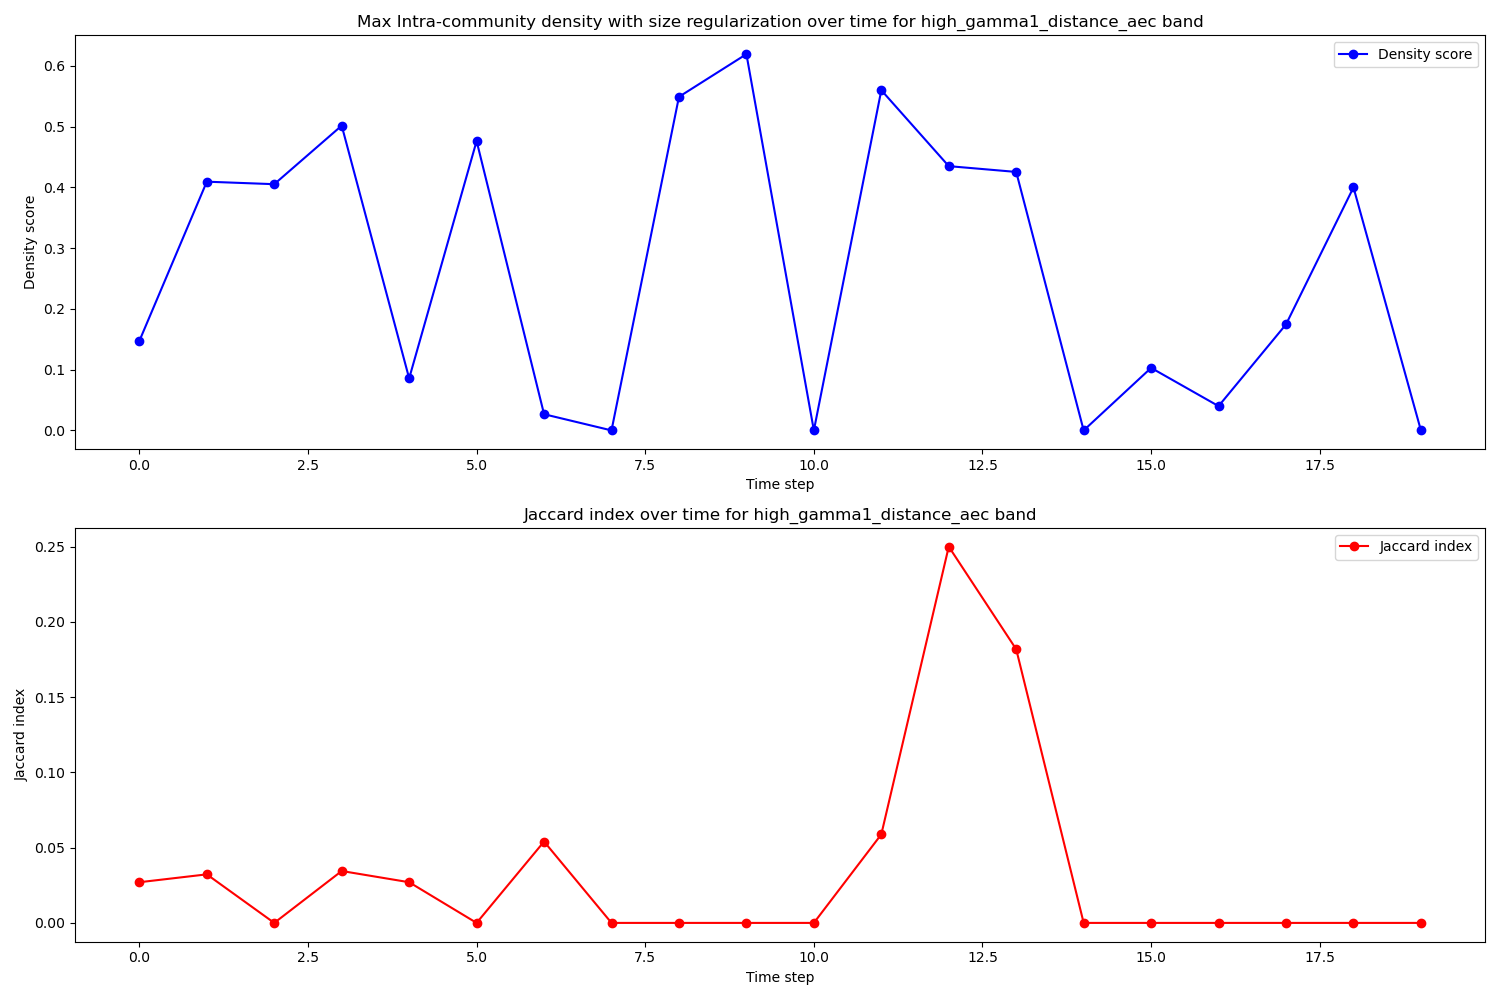 Max Intra-community density with size regularization over time for high_gamma1_distance_aec band
Density score
0.6
0.5
0.4
0.3
0.2
0.1
0.0
Density score
0.0 2.5 5.0 7.5 10.0 12.5 15.0 17.5
Time step
Jaccard index over time for high_gamma1_distance_aec band
Jaccard index
0.25
0.20
0.15
0.10
0.05
0.00
Jaccard index
0.0 2.5 5.0 7.5 10.0 12.5 15.0 17.5
Time step